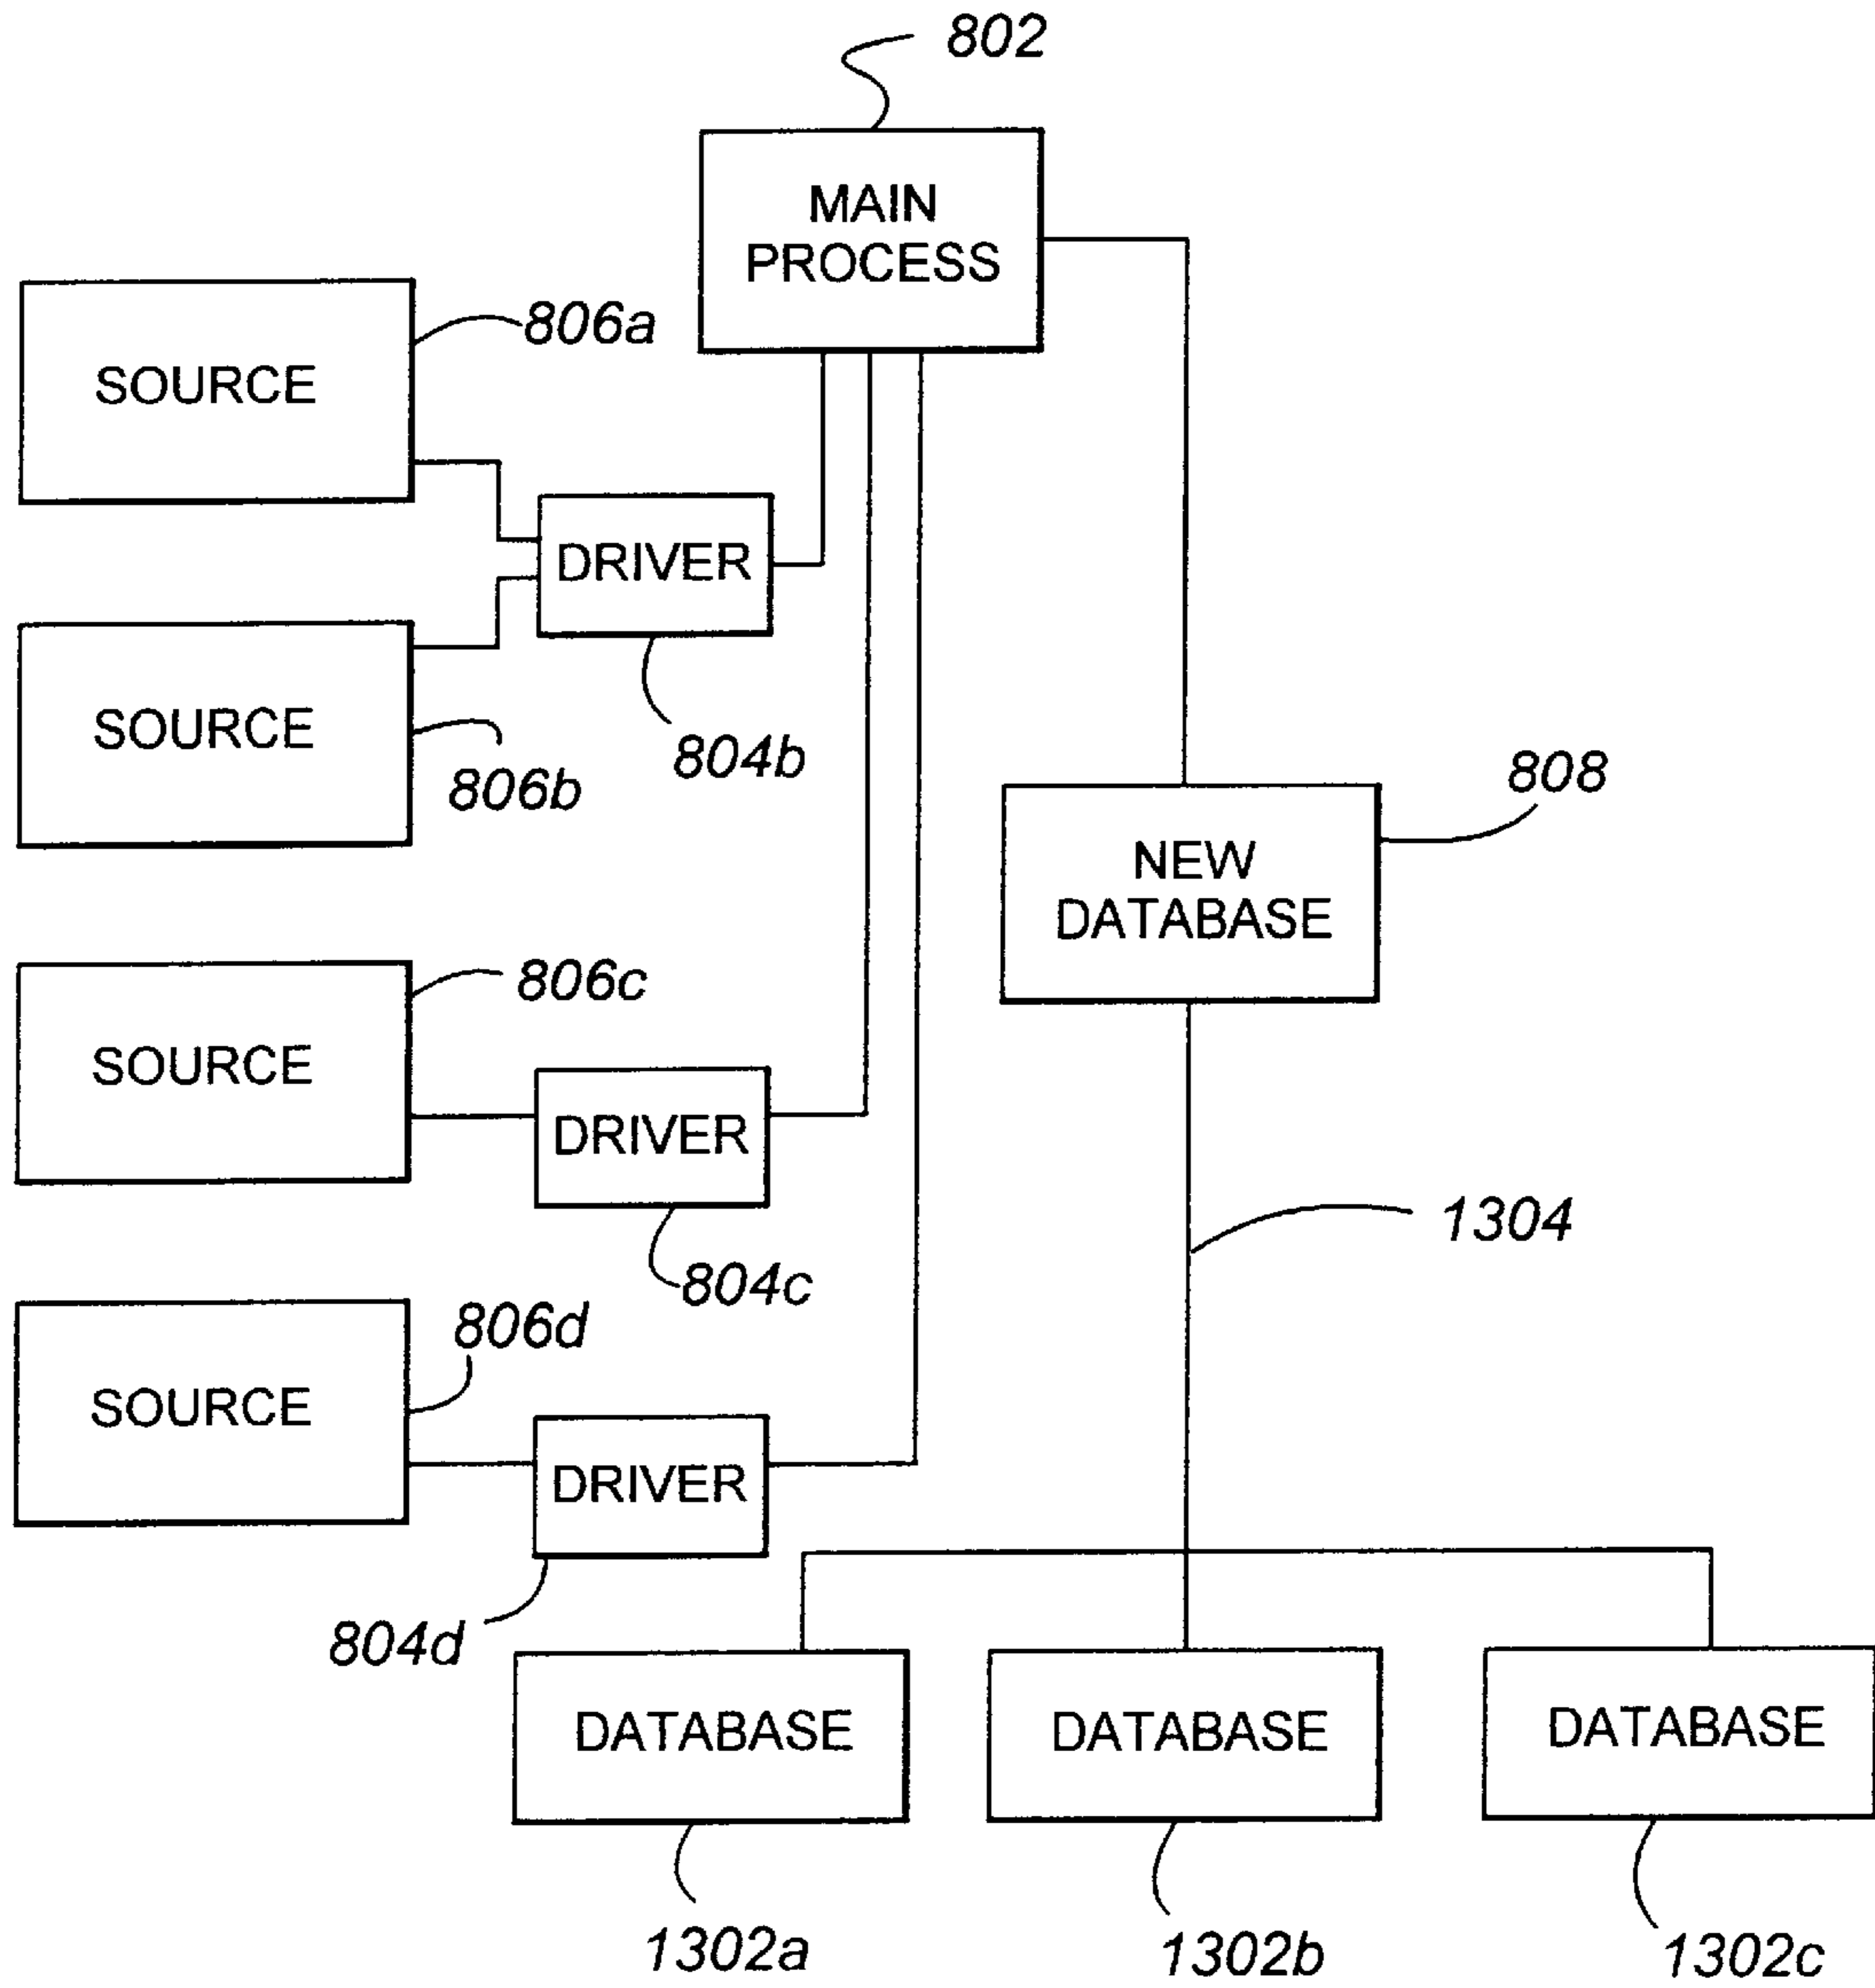 802
MAIN
PROCESS
SOURCE
806a
DRIVER
804b
SOURCE
806b
808
NEW
DATABASE
SOURCE
806c
DRIVER
804c
1304
SOURCE
806d
DRIVER
804d
DATABASE
DATABASE
DATABASE
1302a
1302b
1302c